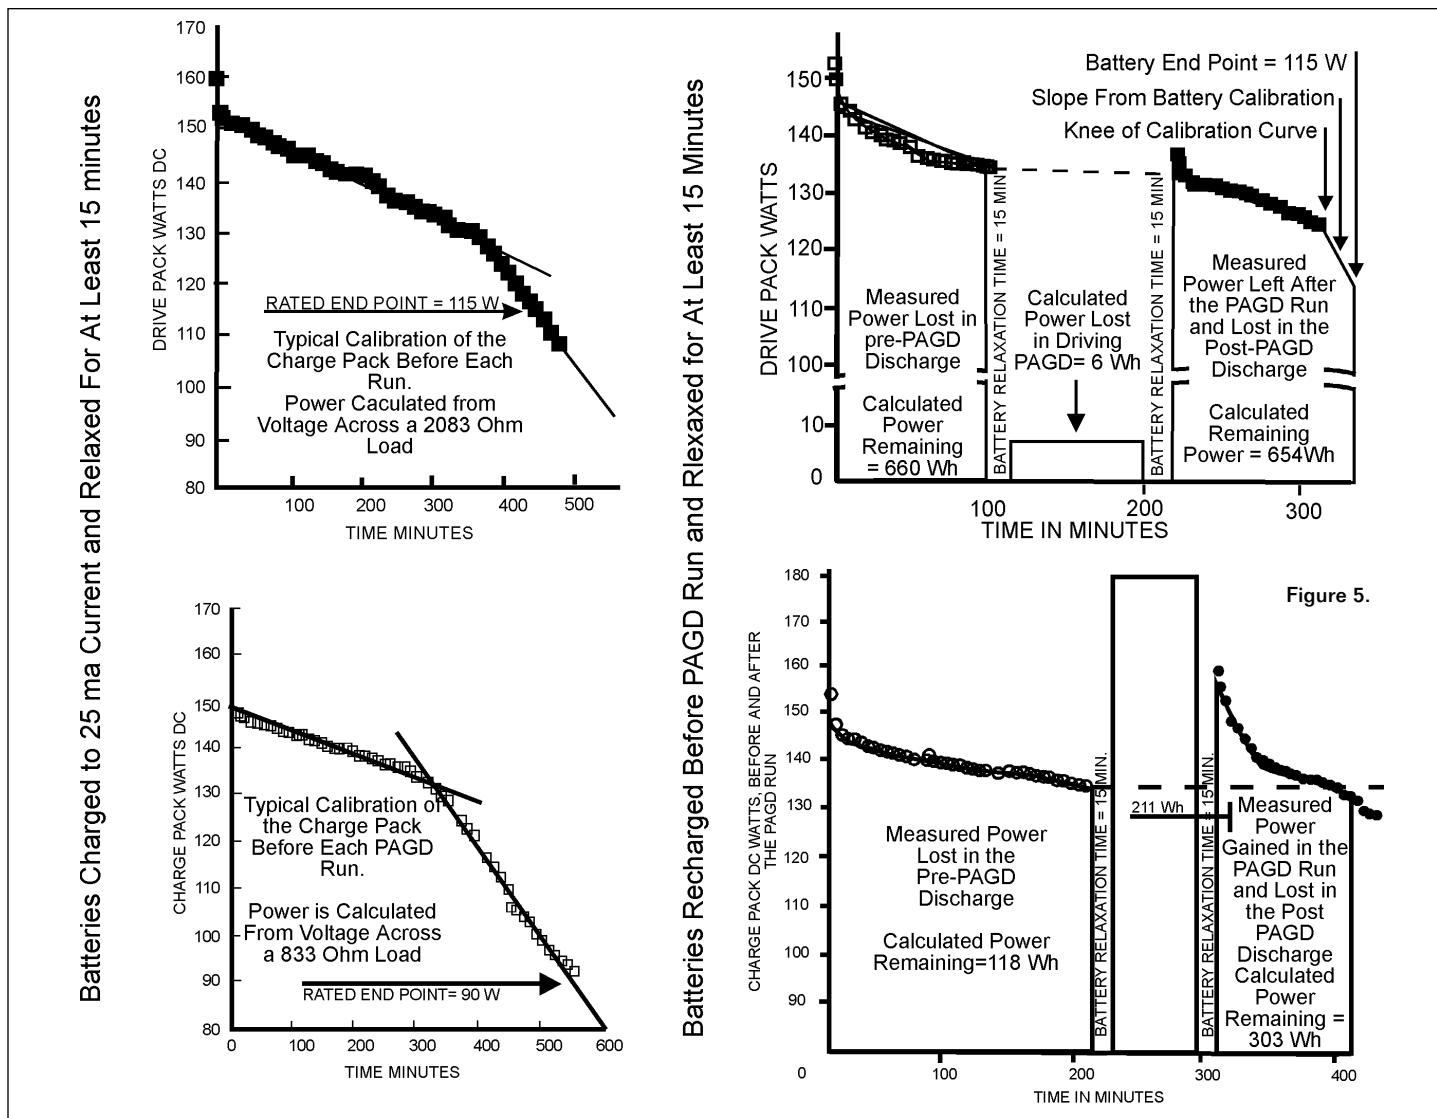 Batteries Charged to 25 ma Current and Relaxed For At Least 15 minutes
DRIVE PACK WATTS DC
170
160
150
140
130
120
110
100
90
80
RATED END POINT = 115 W
Typical Calibration of the
Charge Pack Before Each
Run.
Power Caculated from
Voltage Across a 2083 Ohm
Load
100
200
300
400
500
TIME MINUTES
CHARGE PACK WATTS DC
170
160
150
140
130
120
110
100
90
80
Typical Calibration of
the Charge Pack
Before Each PAGD
Run.
Power is Calculated
From Voltage Across
a 833 Ohm Load
RATED END POINT= 90 W
0
100
200
300
400
500
600
TIME MINUTES
Batteries Recharged Before PAGD Run and Rlexaxed for At Least 15 Minutes
DRIVE PACK WATTS
150
140
130
120
110
100
10
0
Battery End Point = 115 W
Slope From Battery Calibration
Knee of Calibration Curve
Measured
Power Lost in
pre-PAGD
Discharge
Calculated
Power
Remaining
= 660 Wh
BATTERY RELAXATION TIME = 15 MIN.
Calculated
Power Lost
in Driving
PAGD= 6 Wh
BATTERY RELAXATION TIME = 15 MIN.
Measured
Power Left After
the PAGD Run
and Lost in the
Post-PAGD
Discharge
Calculated
Remaining
Power = 654Wh
100
200
300
TIME IN MINUTES
Figure 5.
CHARGE PACK DC WATTS, BEFORE AND AFTER
THE PAGD RUN
180
170
160
150
140
130
120
110
100
90
Measured Power
Lost in the
Pre-PAGD
Discharge
Calculated Power
Remaining=118 Wh
BATTERY RELAXATION TIME = 15 MIN.
211 Wh
BATTERY RELAXATION TIME = 15 MIN.
Measured
Power
Gained in the
PAGD Run
and Lost in
the Post
PAGD
Discharge
Calculated
Power
Remaining =
303 Wh
0
100
200
300
400
TIME IN MINUTES